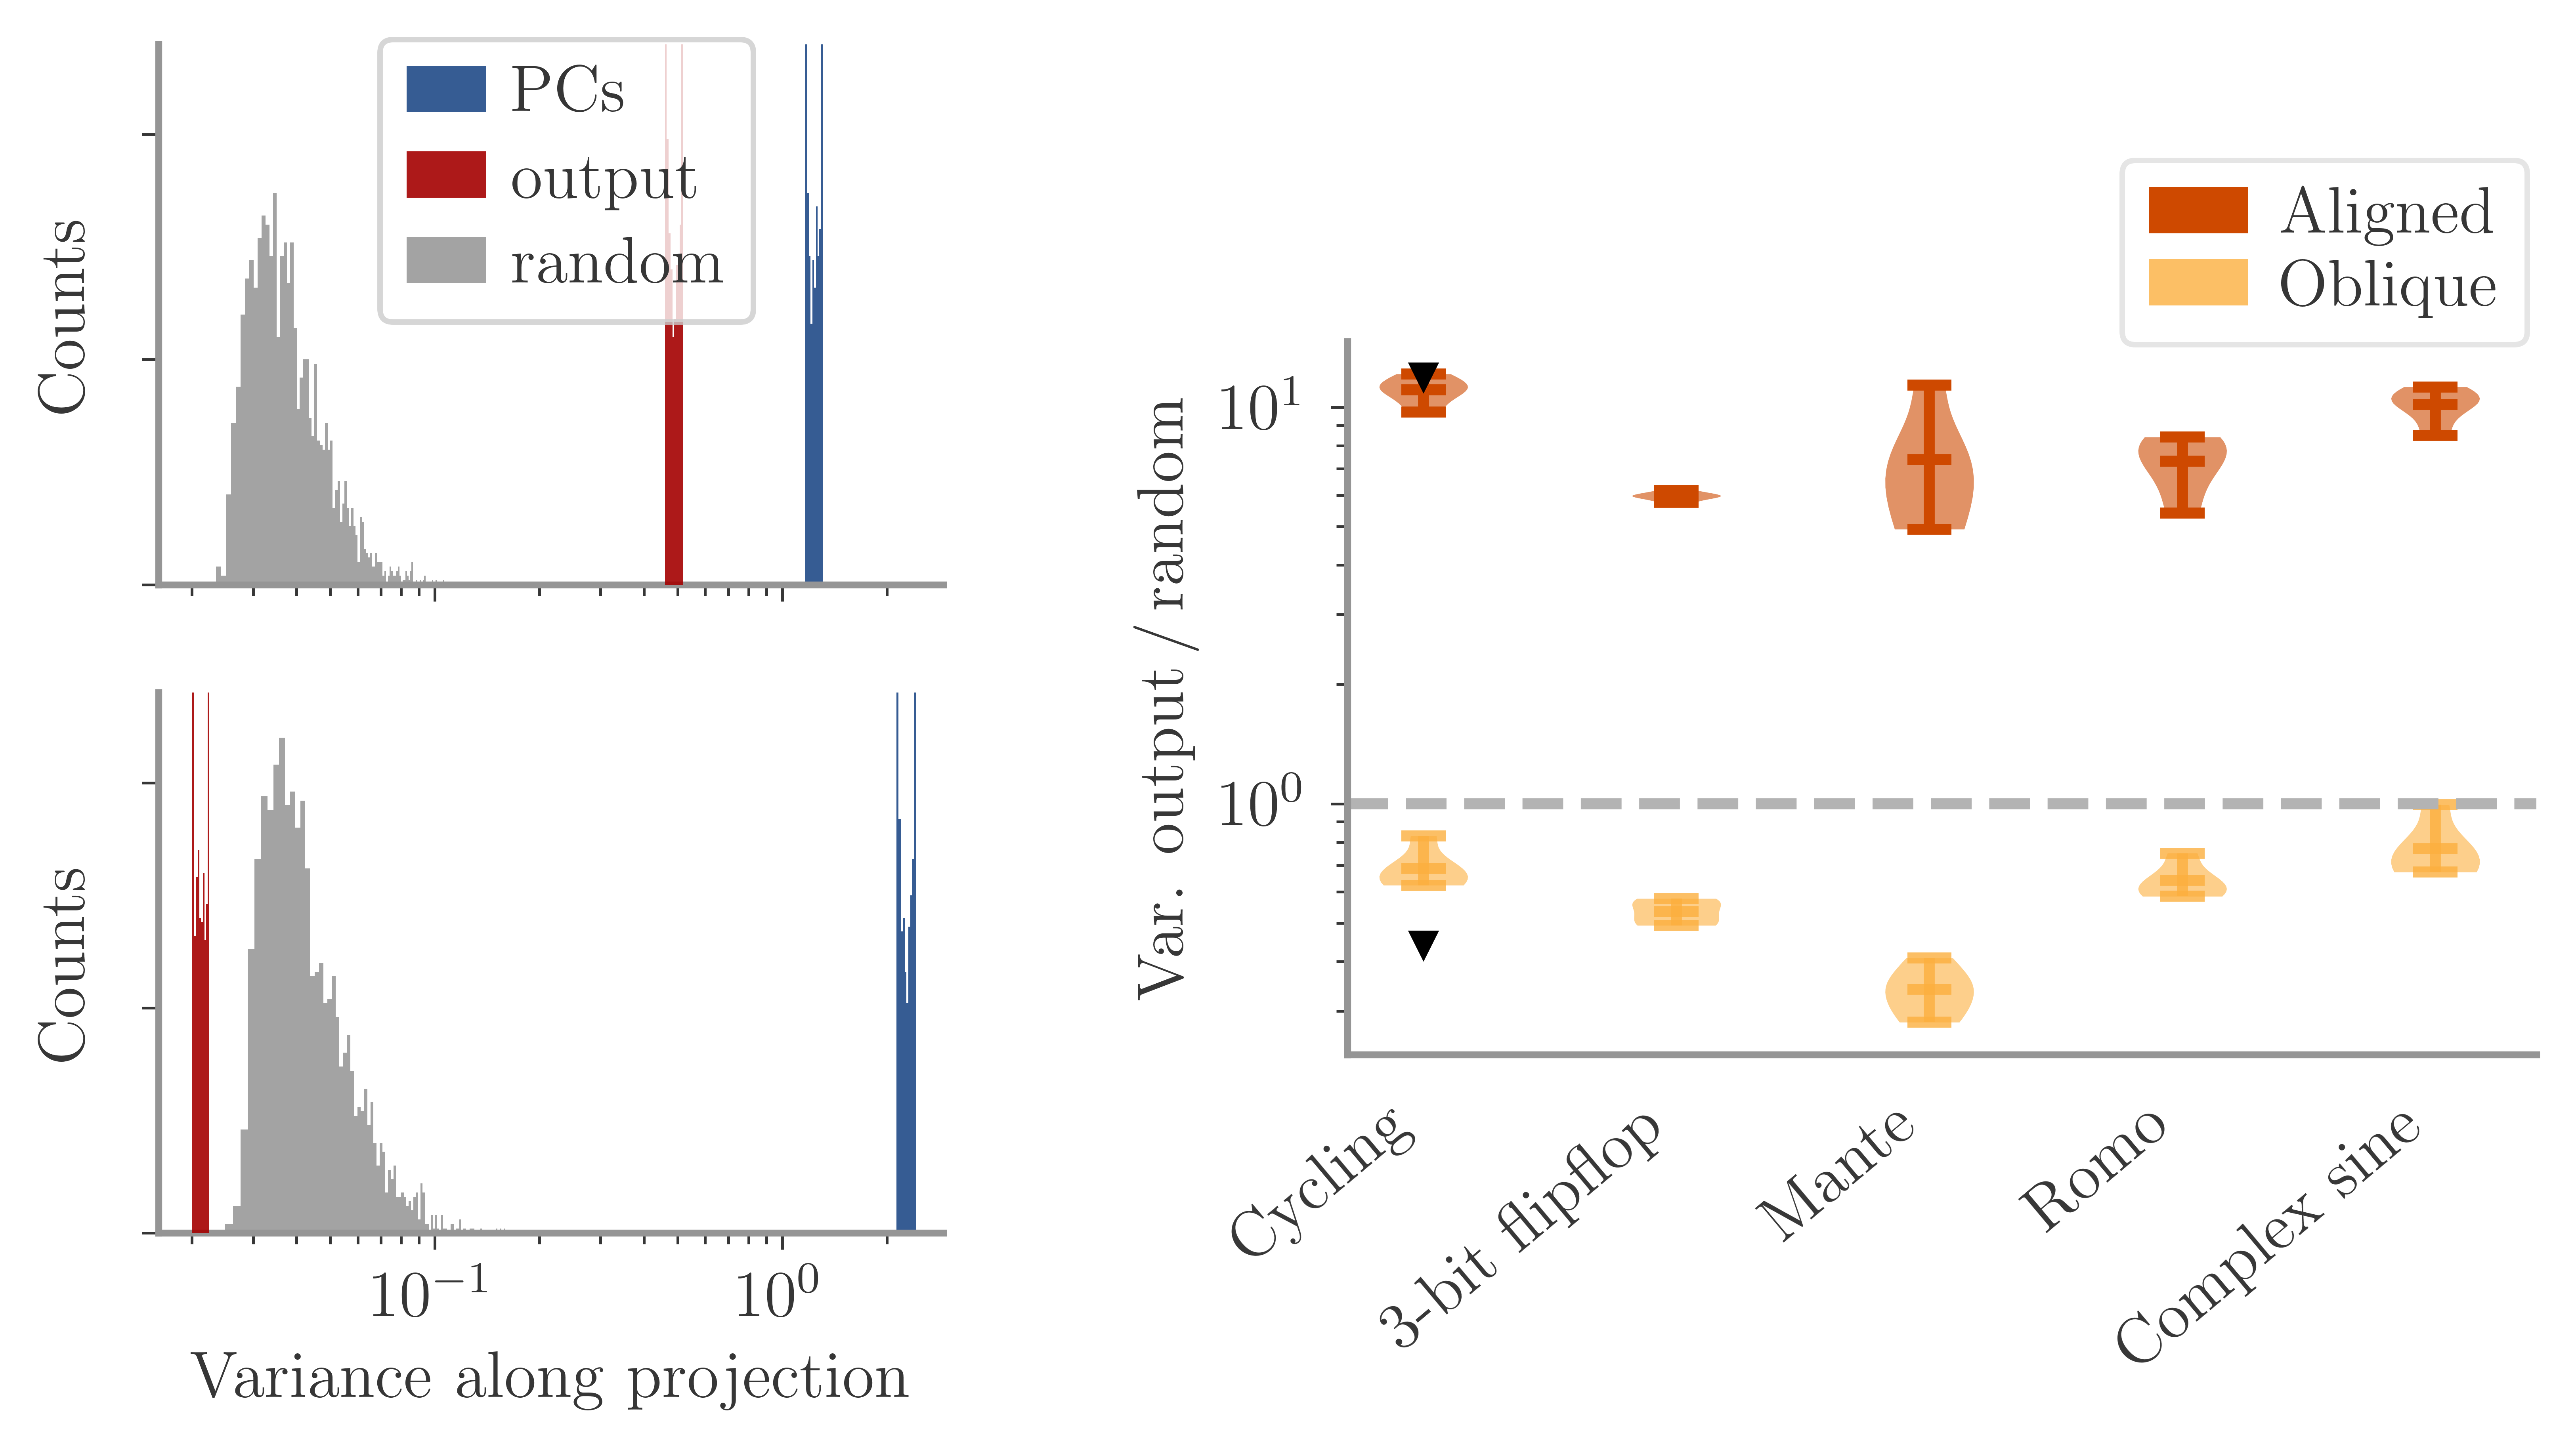 PCs
output
random
Counts
Counts
10⁻¹
10⁰
Variance along projection
Aligned
Oblique
Var. output / random
10¹
10⁰
Cycling
3-bit flipflop
Mante
Romo
Complex sine